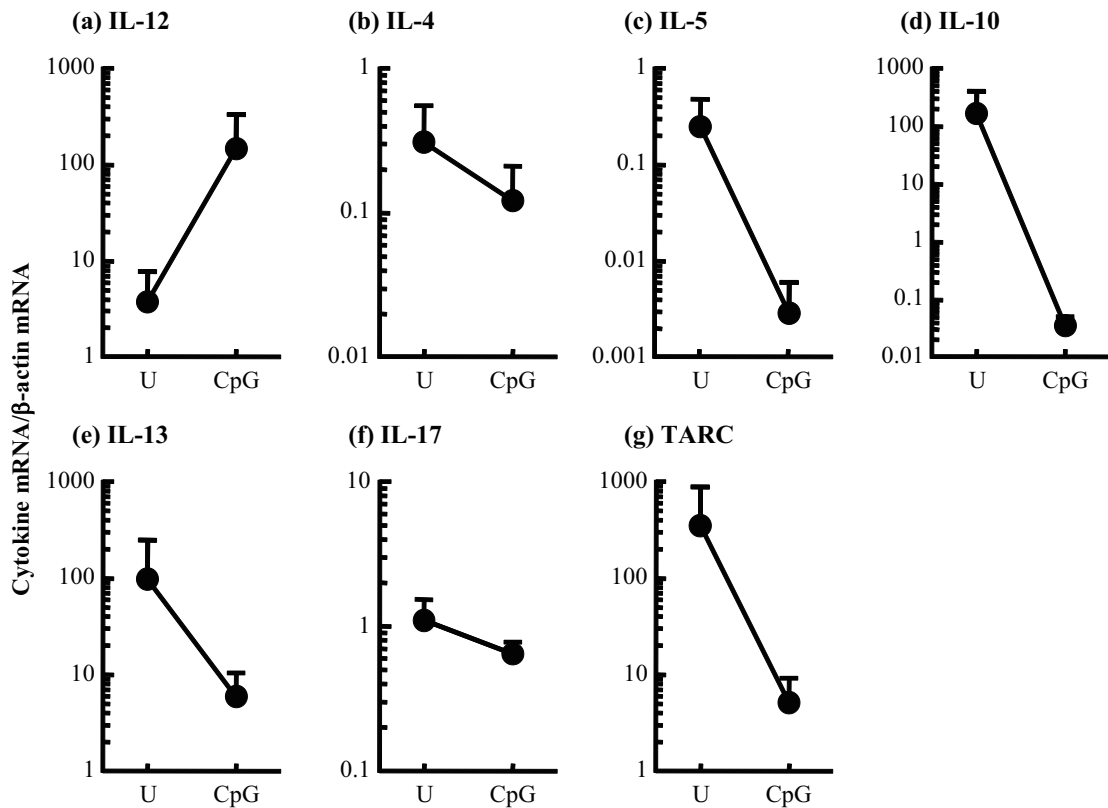 (a) IL-12
(b) IL-4
(c) IL-5
(d) IL-10
Cytokine mRNA/β-actin mRNA
1000
100
10
1
U CpG
1
0.1
0.01
U CpG
1
0.1
0.01
0.001
U CpG
1000
100
10
1
0.1
0.01
U CpG
(e) IL-13
(f) IL-17
(g) TARC
1000
100
10
1
U CpG
10
1
0.1
U CpG
1000
100
10
1
U CpG